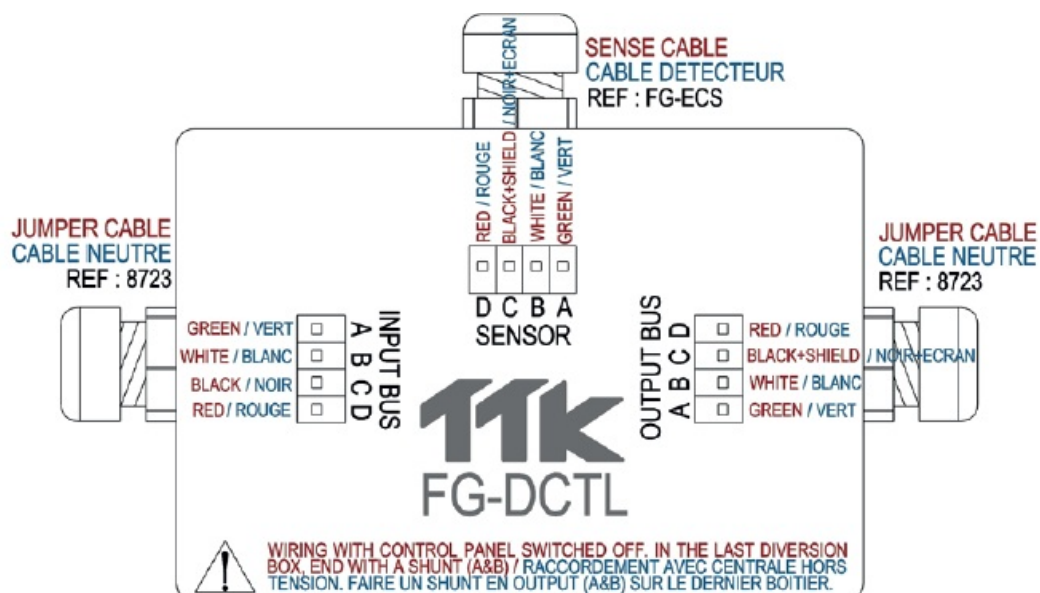 SENSE CABLE
CABLE DETECTEUR
REF : FG-ECS
RED / ROUGE
BLACK+SHIELD / NOIR+ECRAN
WHITE / BLANC
GREEN / VERT
D C B A
SENSOR
JUMPER CABLE
CABLE NEUTRE
REF : 8723
GREEN / VERT
WHITE / BLANC
BLACK / NOIR
RED / ROUGE
A B C D
INPUT BUS
JUMPER CABLE
CABLE NEUTRE
REF : 8723
OUTPUT BUS
A B C D
RED / ROUGE
BLACK+SHIELD / NOIR+ECRAN
WHITE / BLANC
GREEN / VERT
TTK
FG-DCTL
! WIRING WITH CONTROL PANEL SWITCHED OFF. IN THE LAST DIVERSION
BOX, END WITH A SHUNT (A&B) / RACCORDEMENT AVEC CENTRALE HORS
TENSION. FAIRE UN SHUNT EN OUTPUT (A&B) SUR LE DERNIER BOITIER.